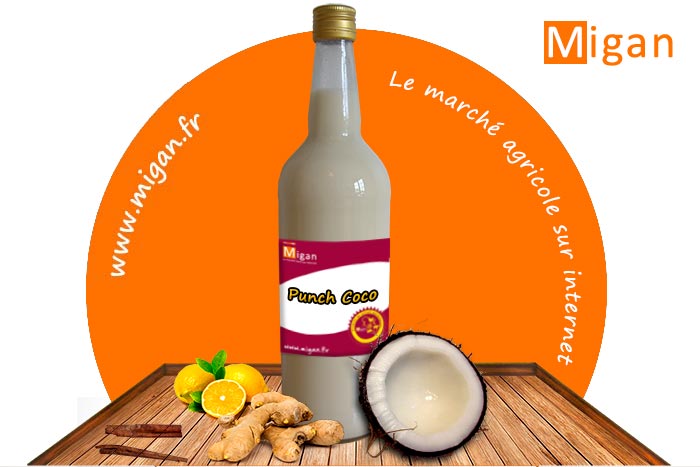 Migan
www.migan.fr
Le marché agricole sur internet
Migan
Punch Coco
www.migan.fr